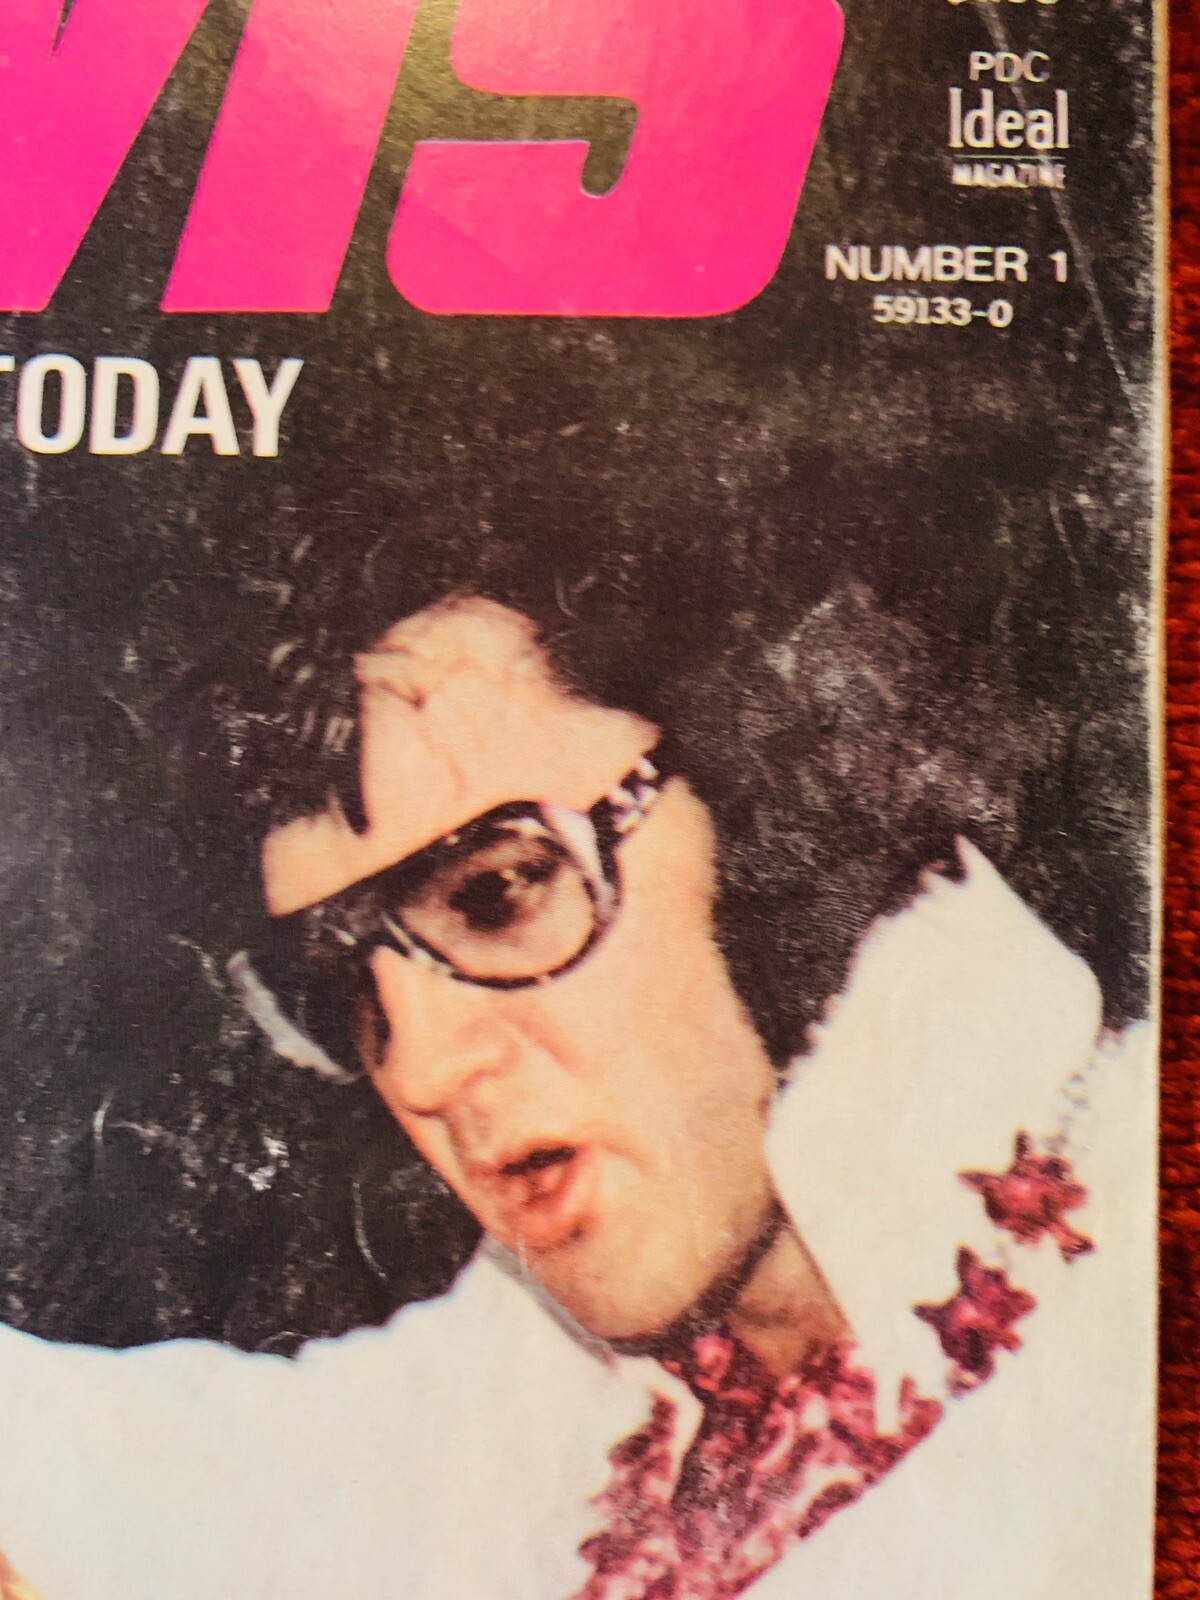 VIS
PDC
Ideal
MAGAZINE
NUMBER 1
59133-0
TODAY